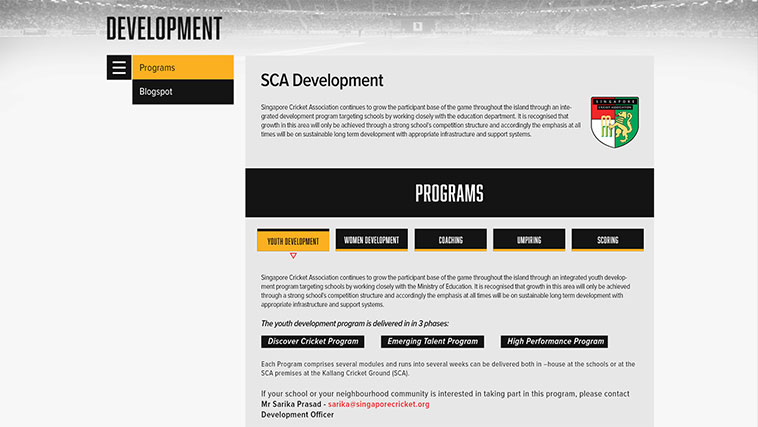 DEVELOPMENT
Programs
Blogspot
SCA Development
Singapore Cricket Association continues to grow the participant base of the game throughout the island through an inte-
grated development program targeting schools by working closely with the education department. It is recognised that
growth in this area will only be achieved through a strong school's competition structure and accordingly the emphasis at all
times will be on sustainable long term development with appropriate infrastructure and support systems.
SINGAPORE
CRICKET ASSOCIATION
PROGRAMS
YOUTH DEVELOPMENT
WOMEN DEVELOPMENT
COACHING
UMPIRING
SCORING
Singapore Cricket Association continues to grow the participant base of the game throughout the island through an integrated youth develop-
ment program targeting schools by working closely with the Ministry of Education. It is recognised that growth in this area will only be achieved
through a strong school's competition structure and accordingly the emphasis at all times will be on sustainable long term development with
appropriate infrastructure and support systems.
The youth development program is delivered in in 3 phases:
Discover Cricket Program
Emerging Talent Program
High Performance Program
Each Program comprises several modules and runs into several weeks can be delivered both in –house at the schools or at the
SCA premises at the Kallang Cricket Ground (SCA).
If your school or your neighbourhood community is interested in taking part in this program, please contact
Mr Sarika Prasad - sarika@singaporecricket.org
Development Officer